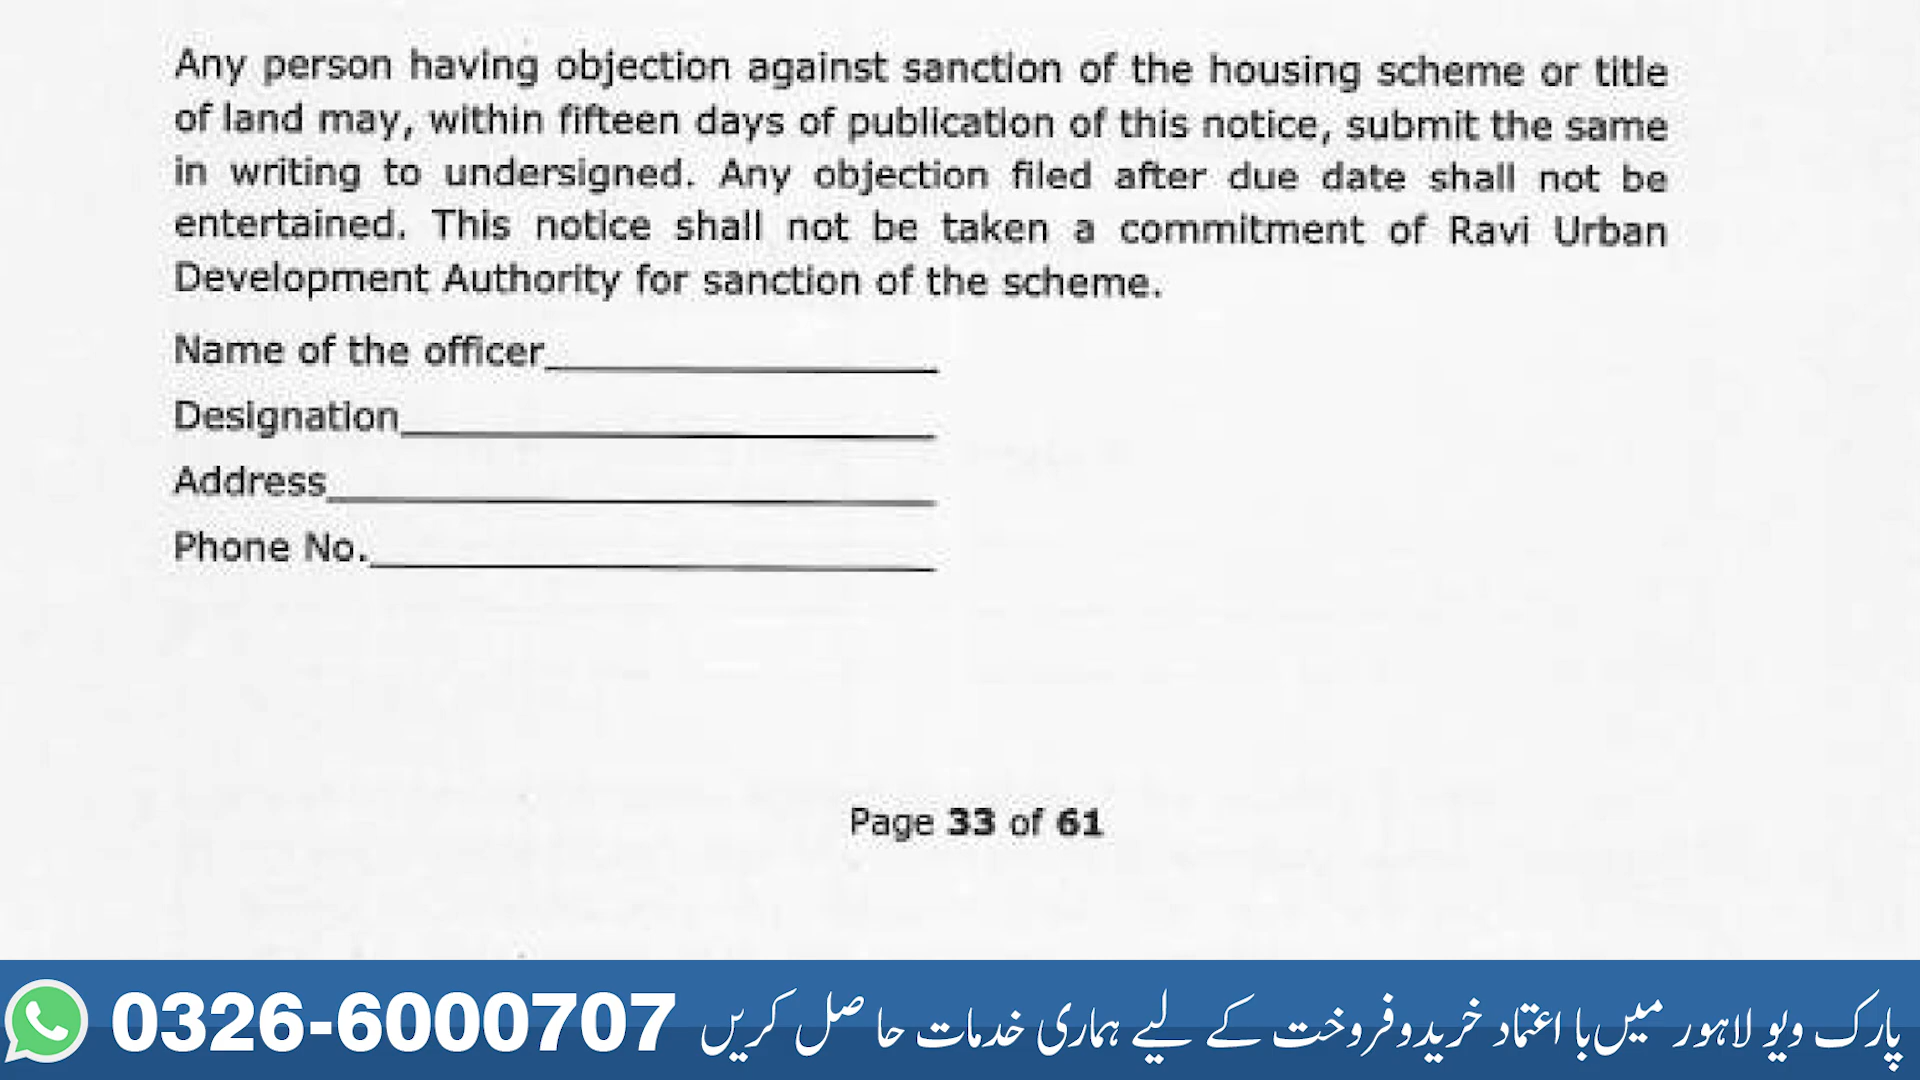 Any person having objection against sanction of the housing scheme or title
of land may, within fifteen days of publication of this notice, submit the same
in writing to undersigned. Any objection filed after due date shall not be
entertained. This notice shall not be taken a commitment of Ravi Urban
Development Authority for sanction of the scheme.
Name of the officer
Designation
Address
Phone No.
Page 33 of 61
0326-6000707 پارک ویو لاہور میں با اعتماد خریدوفروخت کے لیے ہماری خدمات حاصل کریں